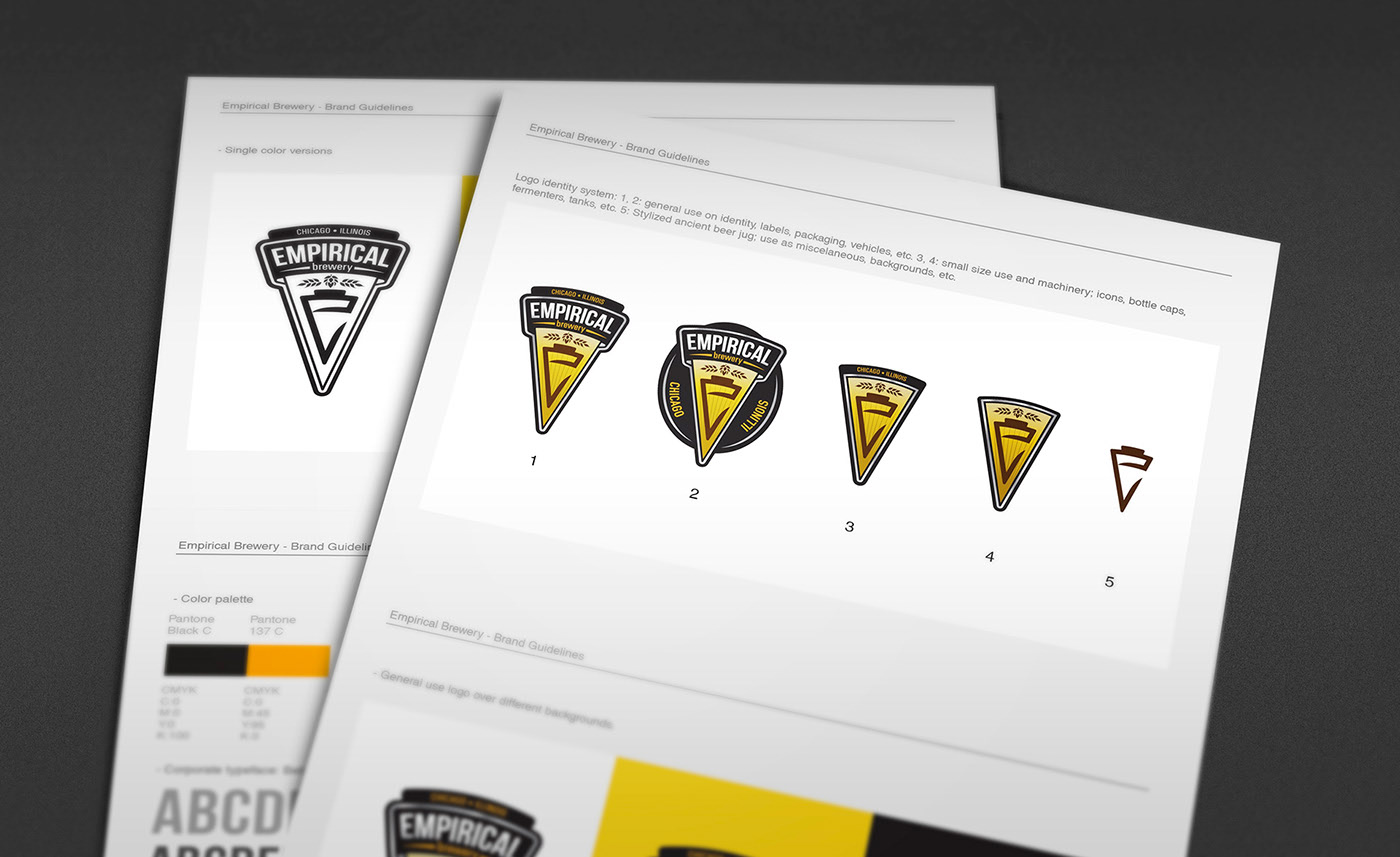 Empirical Brewery - Brand Guidelines
- Single color versions
CHICAGO • ILLINOIS
EMPIRICAL
brewery
Empirical Brewery - Brand
- Color palette
Pantone
Black C
Pantone
137 C
CMYK
C:0
M:0
Y:0
K:100
CMYK
C:0
M:45
Y:95
K:0
- Corporate typeface:
ABCD
Empirical Brewery - Brand Guidelines
Logo identity system: 1, 2: general use on identity, labels, packaging, vehicles, etc. 3, 4: small size use and machinery; icons, bottle caps,
fermenters, tanks, etc. 5: Stylized ancient beer jug; use as miscelaneous, backgrounds, etc.
CHICAGO • ILLINOIS
EMPIRICAL
brewery
1
EMPIRICAL
brewery
CHICAGO
ILLINOIS
2
CHICAGO • ILLINOIS
3
4
5
Empirical Brewery - Brand Guidelines
- General use logo over different backgrounds
CHICAGO • ILLINOIS
EMPIRICAL